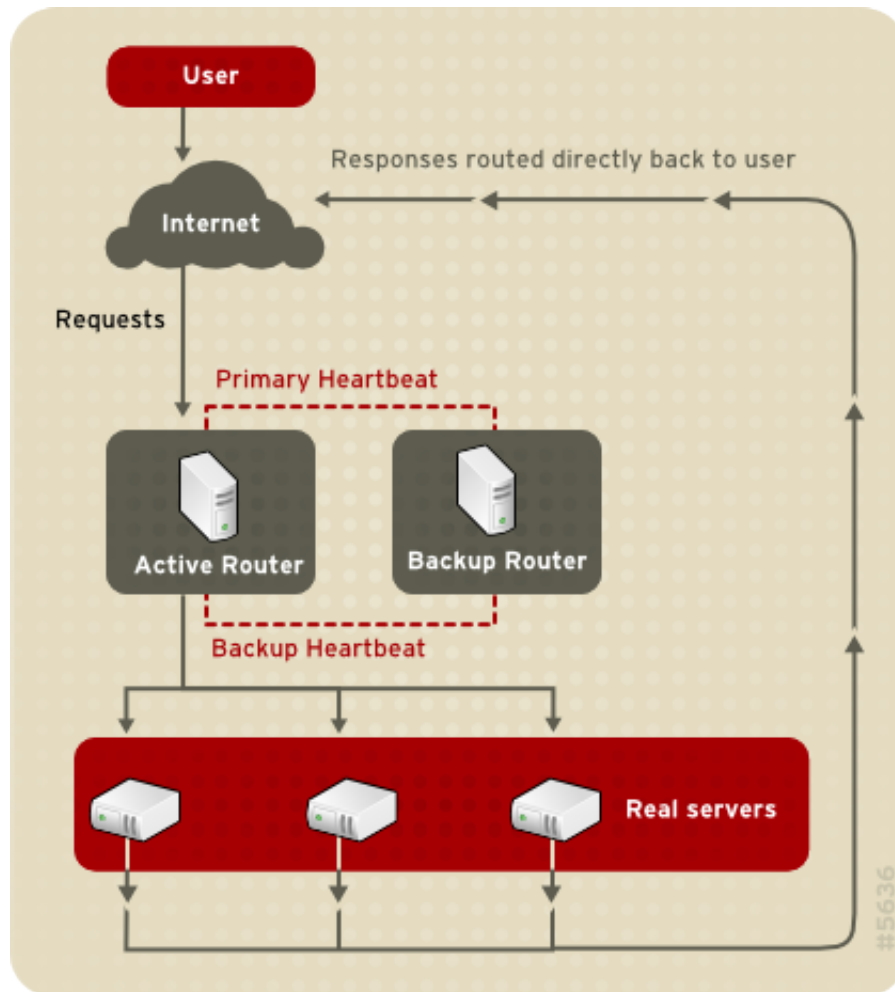 User
Responses routed directly back to user
Internet
Requests
Primary Heartbeat
Active Router
Backup Router
Backup Heartbeat
Real servers
#5636